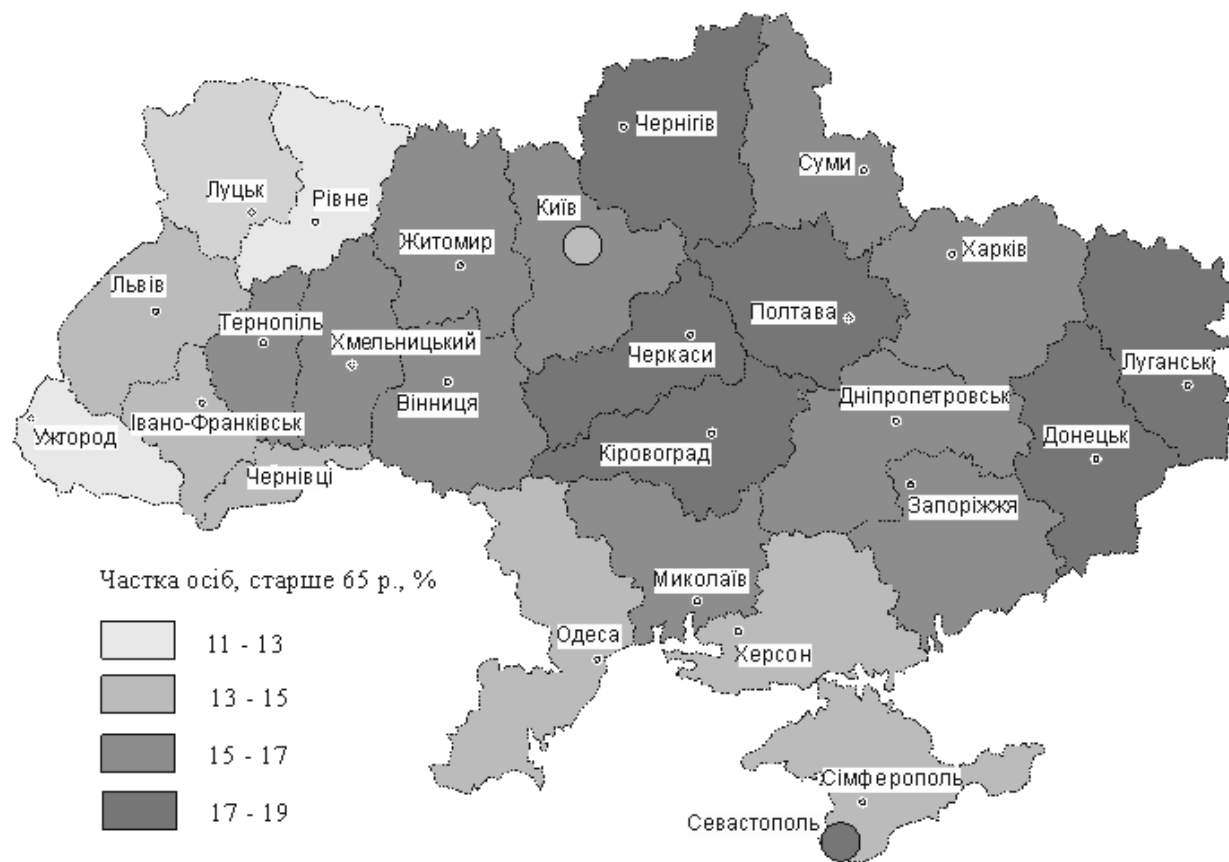 Чернігів
Суми
Луцьк
Рівне
Київ
Житомир
Харків
Львів
Тернопіль
Хмельницький
Полтава
Черкаси
Луганськ
Вінниця
Дніпропетровськ
Ужгород
Івано-Франківськ
Кіровоград
Донецьк
Чернівці
Запоріжжя
Миколаїв
Одеса
Херсон
Сімферополь
Севастополь
Частка осіб, старше 65 р., %
11 - 13
13 - 15
15 - 17
17 - 19